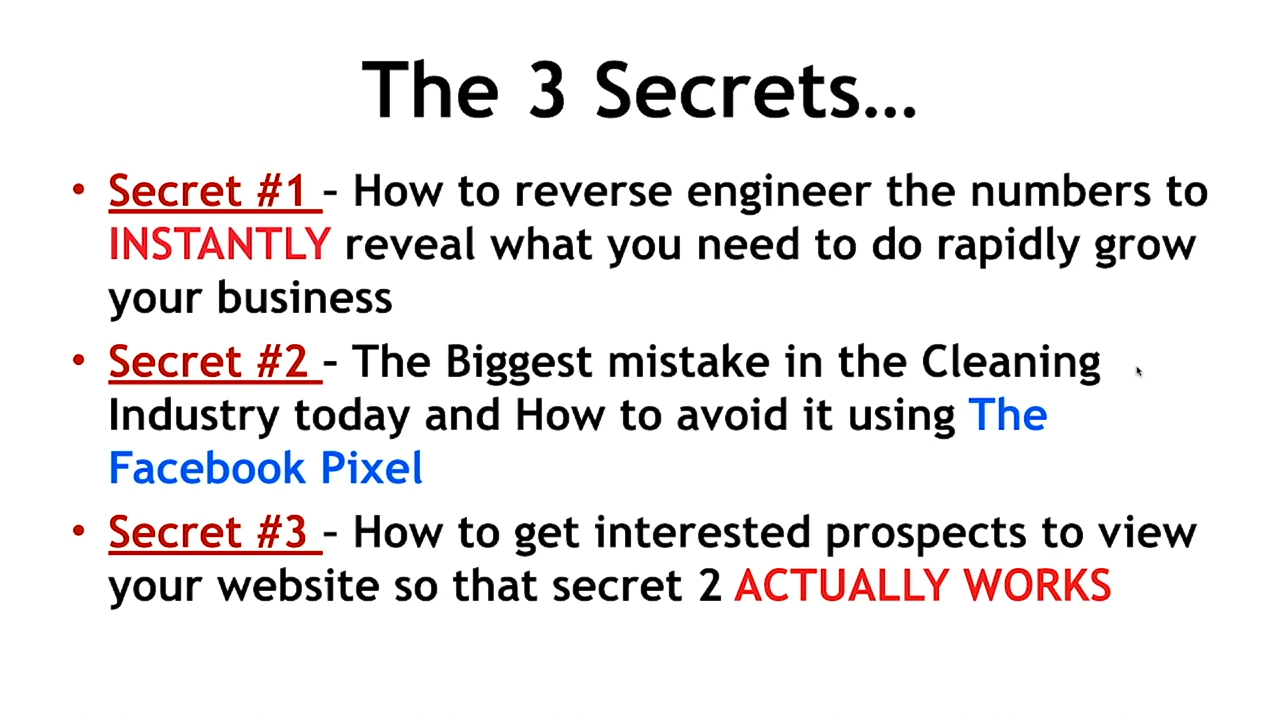 The 3 Secrets...
• Secret #1 – How to reverse engineer the numbers to
INSTANTLY reveal what you need to do rapidly grow
your business
• Secret #2 – The Biggest mistake in the Cleaning
Industry today and How to avoid it using The
Facebook Pixel
• Secret #3 – How to get interested prospects to view
your website so that secret 2 ACTUALLY WORKS